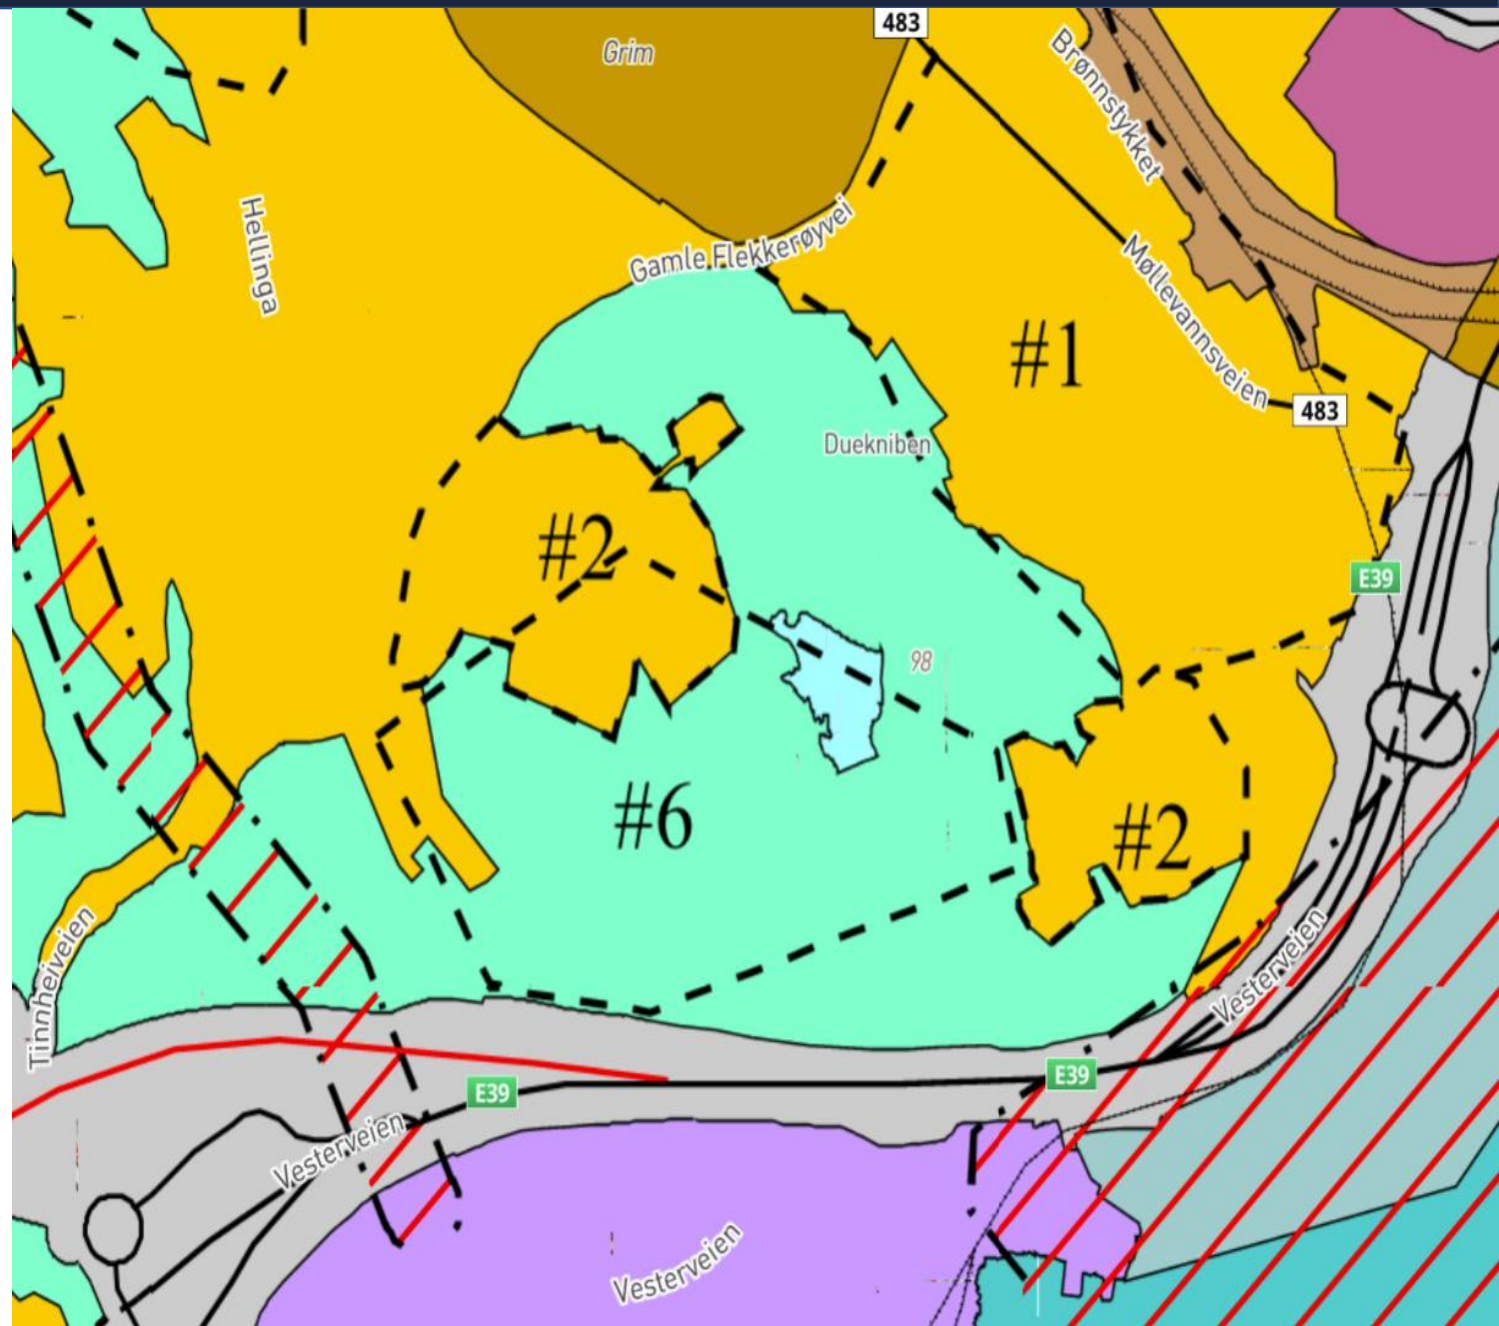 483
Grim
Brønnstykket
Hellinga
Gamle Flekkerøyvei
Møllevannsveien
#1
483
Duekniben
#2
E39
98
#6
#2
Tinnheiveien
Vesterveien
E39
E39
Vesterveien
Vesterveien